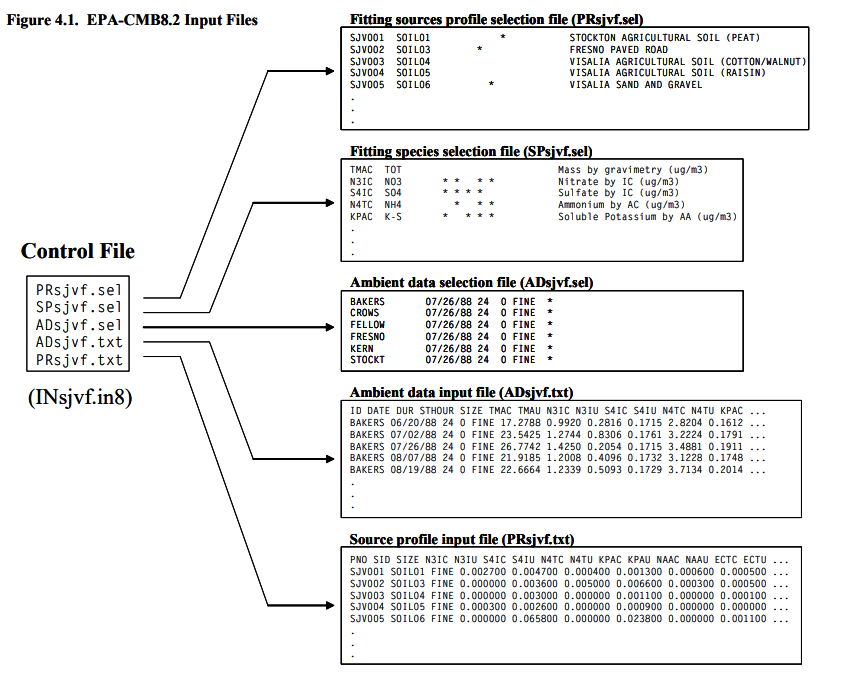 Figure 4.1. EPA-CMB8.2 Input Files
Fitting sources profile selection file (PRsjvf.sel)
SJV001 SOIL01 * STOCKTON AGRICULTURAL SOIL (PEAT)
SJV002 SOIL03 * FRESNO PAVED ROAD
SJV003 SOIL04 VISALIA AGRICULTURAL SOIL (COTTON/WALNUT)
SJV004 SOIL05 VISALIA AGRICULTURAL SOIL (RAISIN)
SJV005 SOIL06 * VISALIA SAND AND GRAVEL
.
.
.
Fitting species selection file (SPsjvf.sel)
TMAC TOT Mass by gravimetry (ug/m3)
N3IC NO3 * * * * Nitrate by IC (ug/m3)
S4IC SO4 * * * * Sulfate by IC (ug/m3)
N4TC NH4 * * * Ammonium by AC (ug/m3)
KPAC K-S * * * * Soluble Potassium by AA (ug/m3)
.
.
.
Control File
PRsjvf.sel
SPsjvf.sel
ADsjvf.sel
ADsjvf.txt
PRsjvf.txt
(INsjvf.in8)
Ambient data selection file (ADsjvf.sel)
BAKERS 07/26/88 24 0 FINE *
CROWS 07/26/88 24 0 FINE *
FELLOW 07/26/88 24 0 FINE *
FRESNO 07/26/88 24 0 FINE *
KERN 07/26/88 24 0 FINE *
STOCKT 07/26/88 24 0 FINE *
Ambient data input file (ADsjvf.txt)
ID DATE DUR STHOUR SIZE TMAC TMAU N3IC N3IU S4IC S4IU N4TC N4TU KPAC ...
BAKERS 06/20/88 24 0 FINE 17.2788 0.9920 0.2816 0.1715 2.8204 0.1612 ...
BAKERS 07/02/88 24 0 FINE 23.5425 1.2744 0.8306 0.1761 3.2224 0.1791 ...
BAKERS 07/26/88 24 0 FINE 26.7742 1.4250 0.2054 0.1715 3.4881 0.1911 ...
BAKERS 08/07/88 24 0 FINE 21.9185 1.2008 0.4096 0.1732 3.1228 0.1748 ...
BAKERS 08/19/88 24 0 FINE 22.6664 1.2339 0.5093 0.1729 3.7134 0.2014 ...
.
.
.
Source profile input file (PRsjvf.txt)
PNO SID SIZE N3IC N3IU S4IC S4IU N4TC N4TU KPAC KPAU NAAC NAAU ECTC ECTU ...
SJV001 SOIL01 FINE 0.002700 0.004700 0.000400 0.001300 0.000600 0.000500 ...
SJV002 SOIL03 FINE 0.000000 0.003600 0.005000 0.006600 0.000300 0.000500 ...
SJV003 SOIL04 FINE 0.000000 0.003000 0.000000 0.001100 0.000000 0.000100 ...
SJV004 SOIL05 FINE 0.000300 0.002600 0.000000 0.000900 0.000000 0.000000 ...
SJV005 SOIL06 FINE 0.000000 0.065800 0.000000 0.023800 0.000000 0.001100 ...
.
.
.